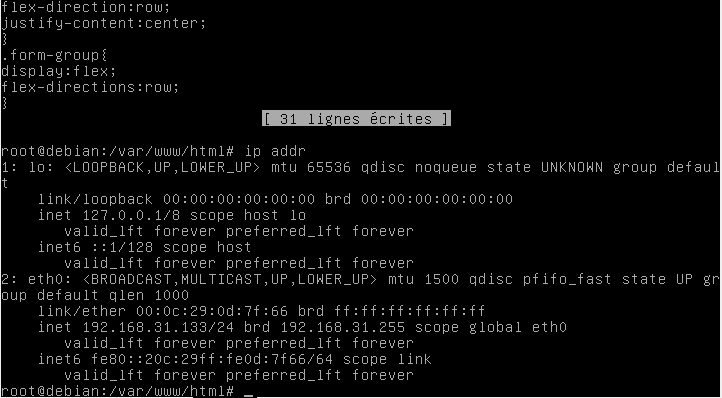 flex-direction:row;
justify-content:center;
}
.form-group{
display:flex;
flex-directions:row;
}
[ 31 lignes écrites ]
root@debian:/var/www/html# ip addr
1: lo: <LOOPBACK,UP,LOWER_UP> mtu 65536 qdisc noqueue state UNKNOWN group defaul
t
link/loopback 00:00:00:00:00:00 brd 00:00:00:00:00:00
inet 127.0.0.1/8 scope host lo
valid_lft forever preferred_lft forever
inet6 ::1/128 scope host
valid_lft forever preferred_lft forever
2: eth0: <BROADCAST,MULTICAST,UP,LOWER_UP> mtu 1500 qdisc pfifo_fast state UP gr
oup default qlen 1000
link/ether 00:0c:29:0d:7f:66 brd ff:ff:ff:ff:ff:ff
inet 192.168.31.133/24 brd 192.168.31.255 scope global eth0
valid_lft forever preferred_lft forever
inet6 fe80::20c:29ff:fe0d:7f66/64 scope link
valid_lft forever preferred_lft forever
root@debian:/var/www/html# _